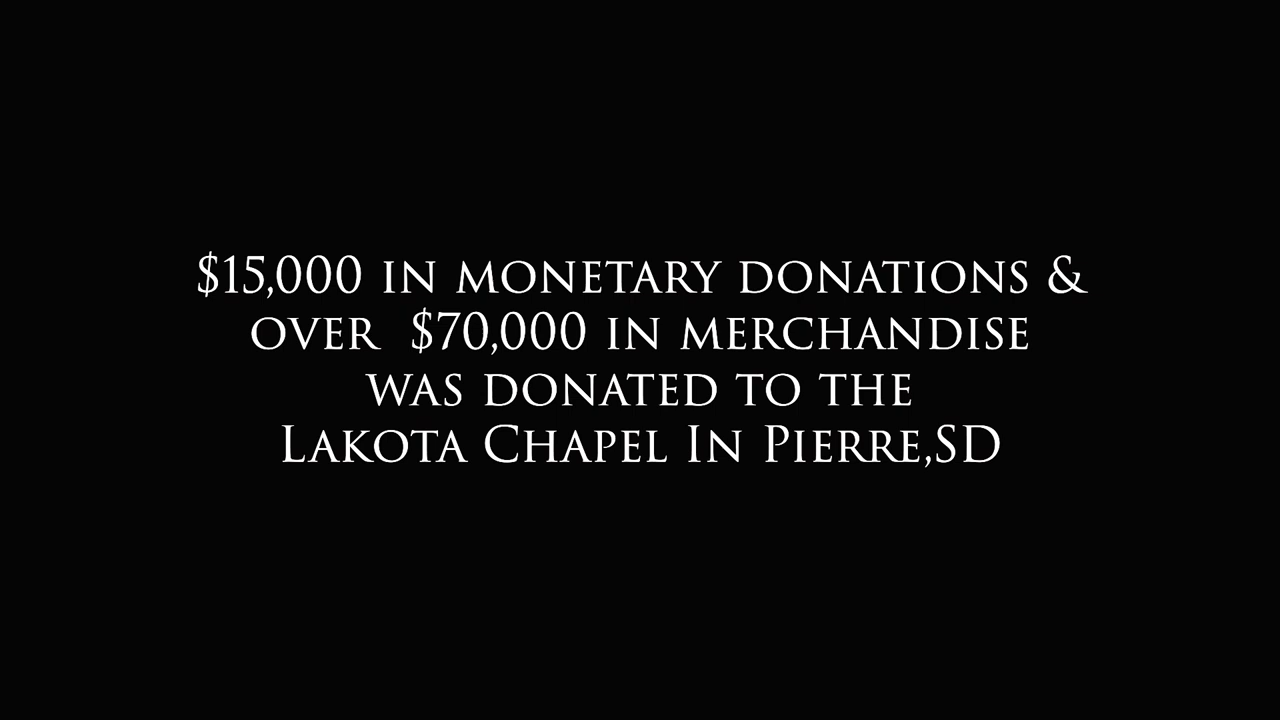 $15,000 in monetary donations &
over  $70,000 in merchandise
was donated to the
Lakota Chapel In Pierre,SD